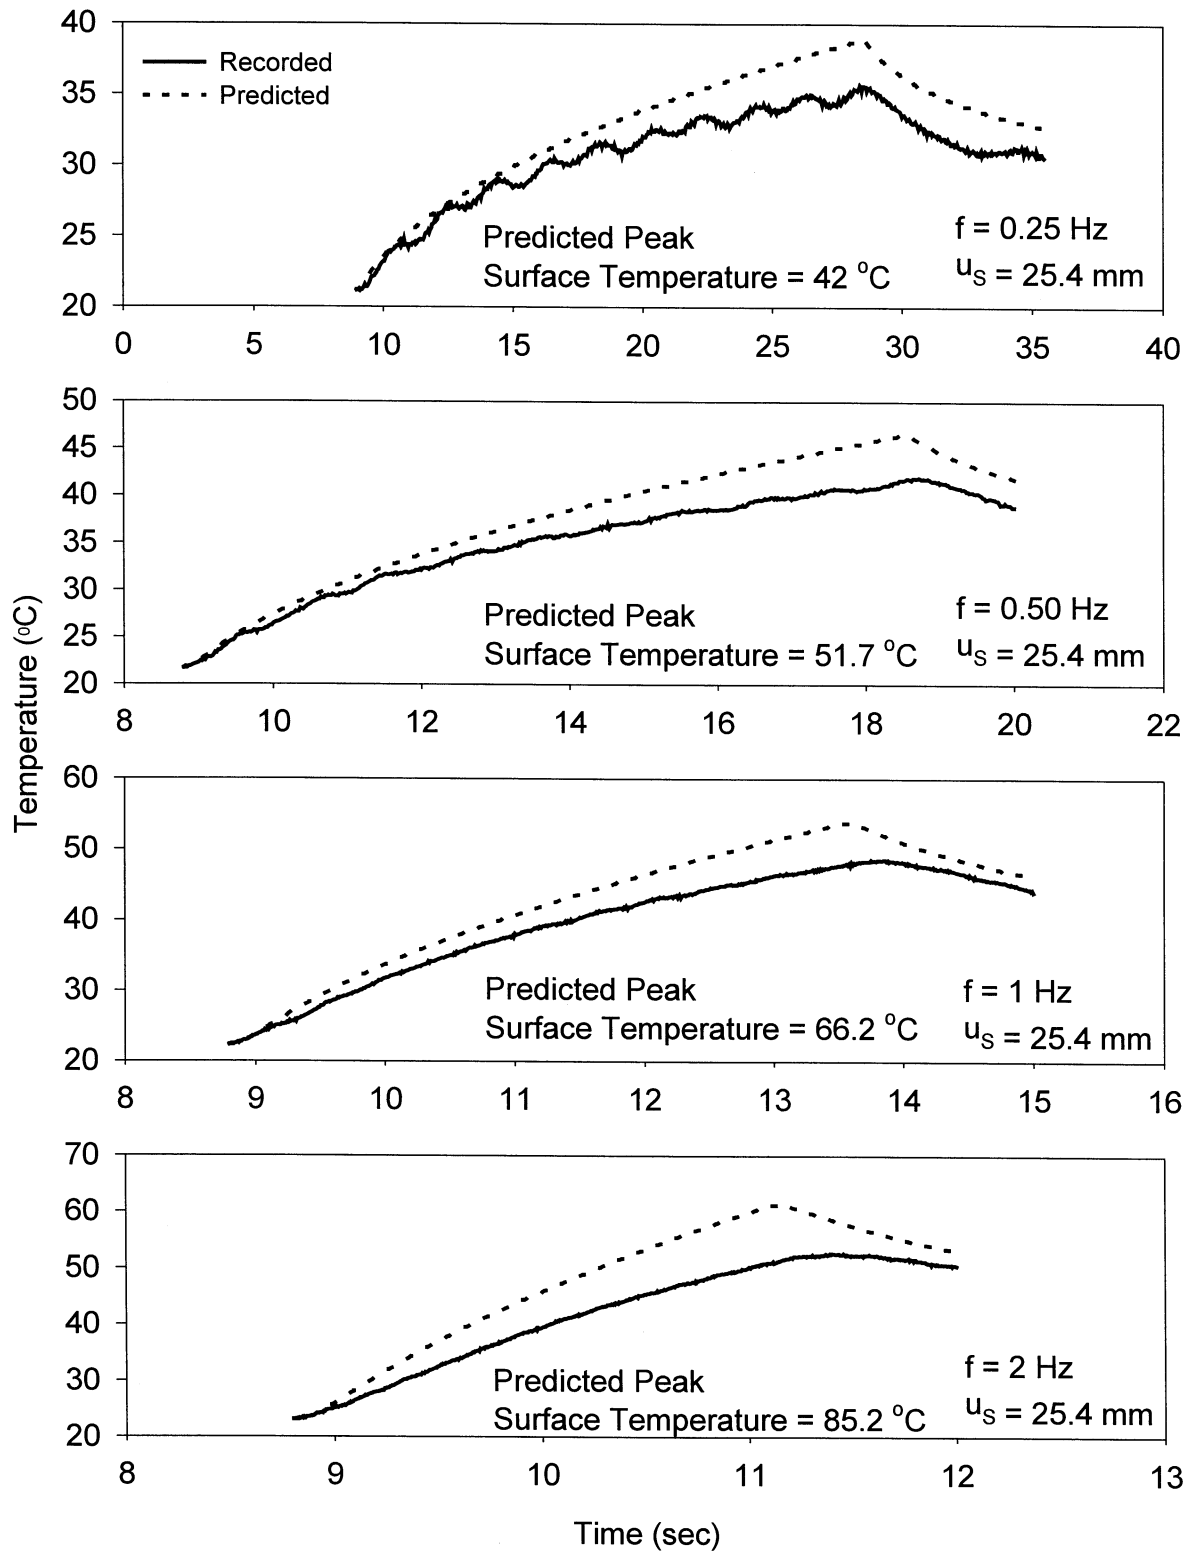 40
35
30
25
20
Recorded
Predicted
Predicted Peak
Surface Temperature = 42 °C
f = 0.25 Hz
uS = 25.4 mm
0 5 10 15 20 25 30 35 40
50
45
40
35
30
25
20
Predicted Peak
Surface Temperature = 51.7 °C
f = 0.50 Hz
uS = 25.4 mm
8 10 12 14 16 18 20 22
Temperature (oC)
60
50
40
30
20
Predicted Peak
Surface Temperature = 66.2 °C
f = 1 Hz
uS = 25.4 mm
8 9 10 11 12 13 14 15 16
70
60
50
40
30
20
Predicted Peak
Surface Temperature = 85.2 °C
f = 2 Hz
uS = 25.4 mm
8 9 10 11 12 13
Time (sec)